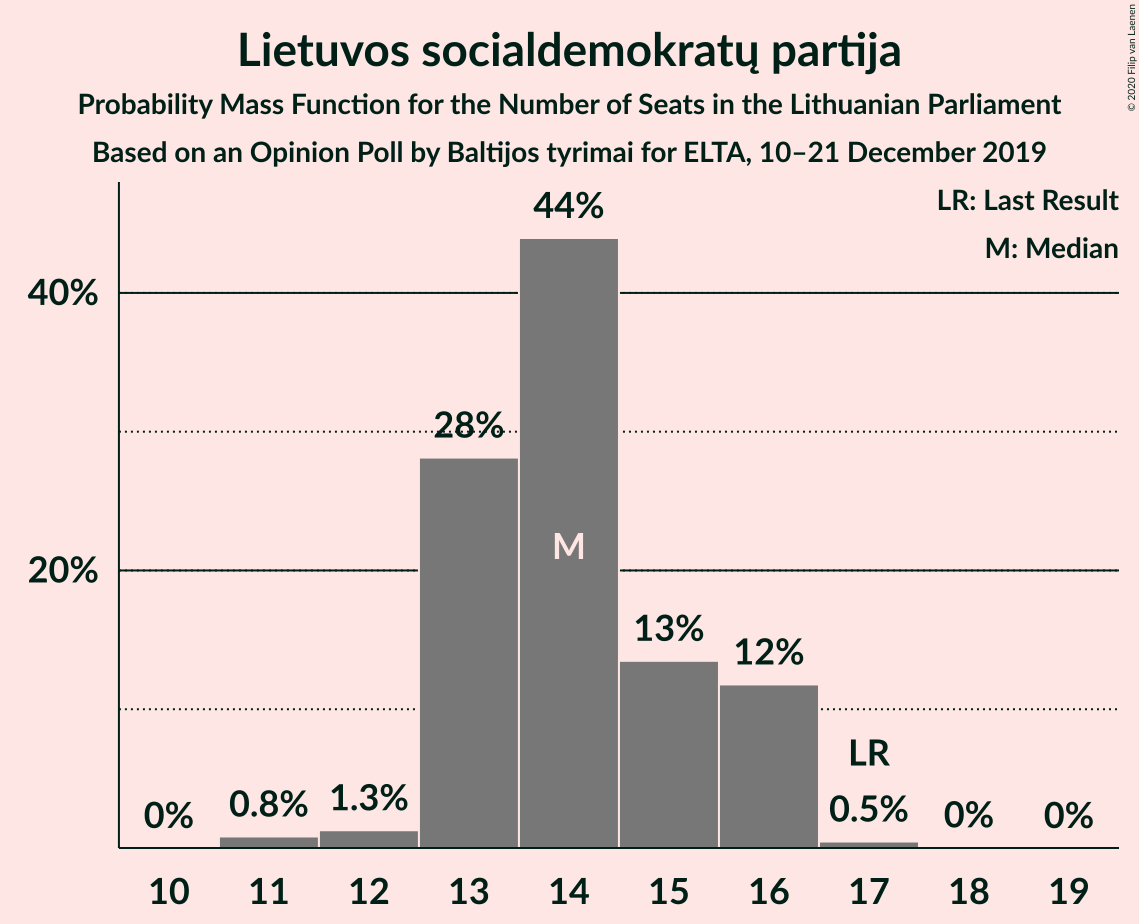 Lietuvos socialdemokratų partija
Probability Mass Function for the Number of Seats in the Lithuanian Parliament
Based on an Opinion Poll by Baltijos tyrimai for ELTA, 10–21 December 2019
© 2020 Filip van Laenen
LR: Last Result
M: Median
44%
40%
28%
M
20%
13%
12%
LR
0%
0.8%
1.3%
0.5%
0%
0%
10 11 12 13 14 15 16 17 18 19